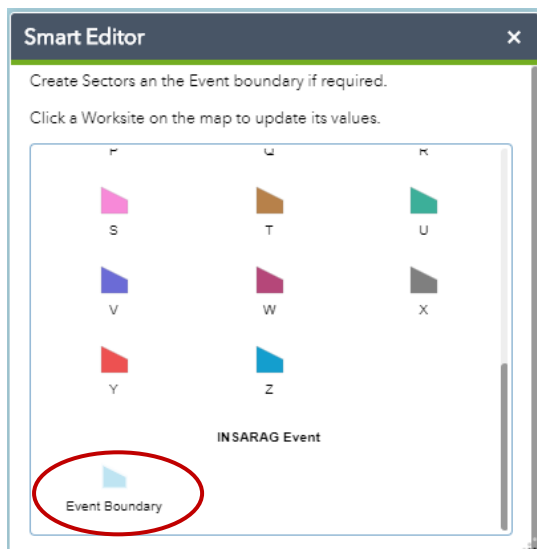 Smart Editor ×
Create Sectors an the Event boundary if required.
Click a Worksite on the map to update its values.
P Q R
S T U
V W X
Y Z
INSARAG Event
Event Boundary